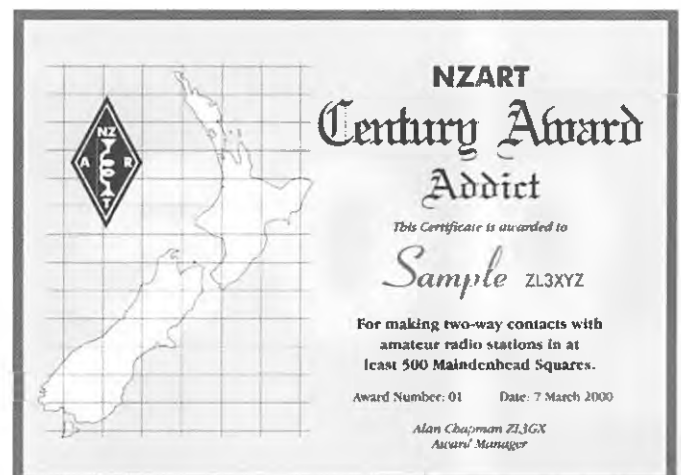 NZ
A R
T
NZART
Century Award
Addict
This Certificate is awarded to
Sample ZL3XYZ
For making two-way contacts with
amateur radio stations in at
least 500 Maindenhead Squares.
Award Number: 01 Date: 7 March 2000
Alan Chapman ZL3GX
Award Manager